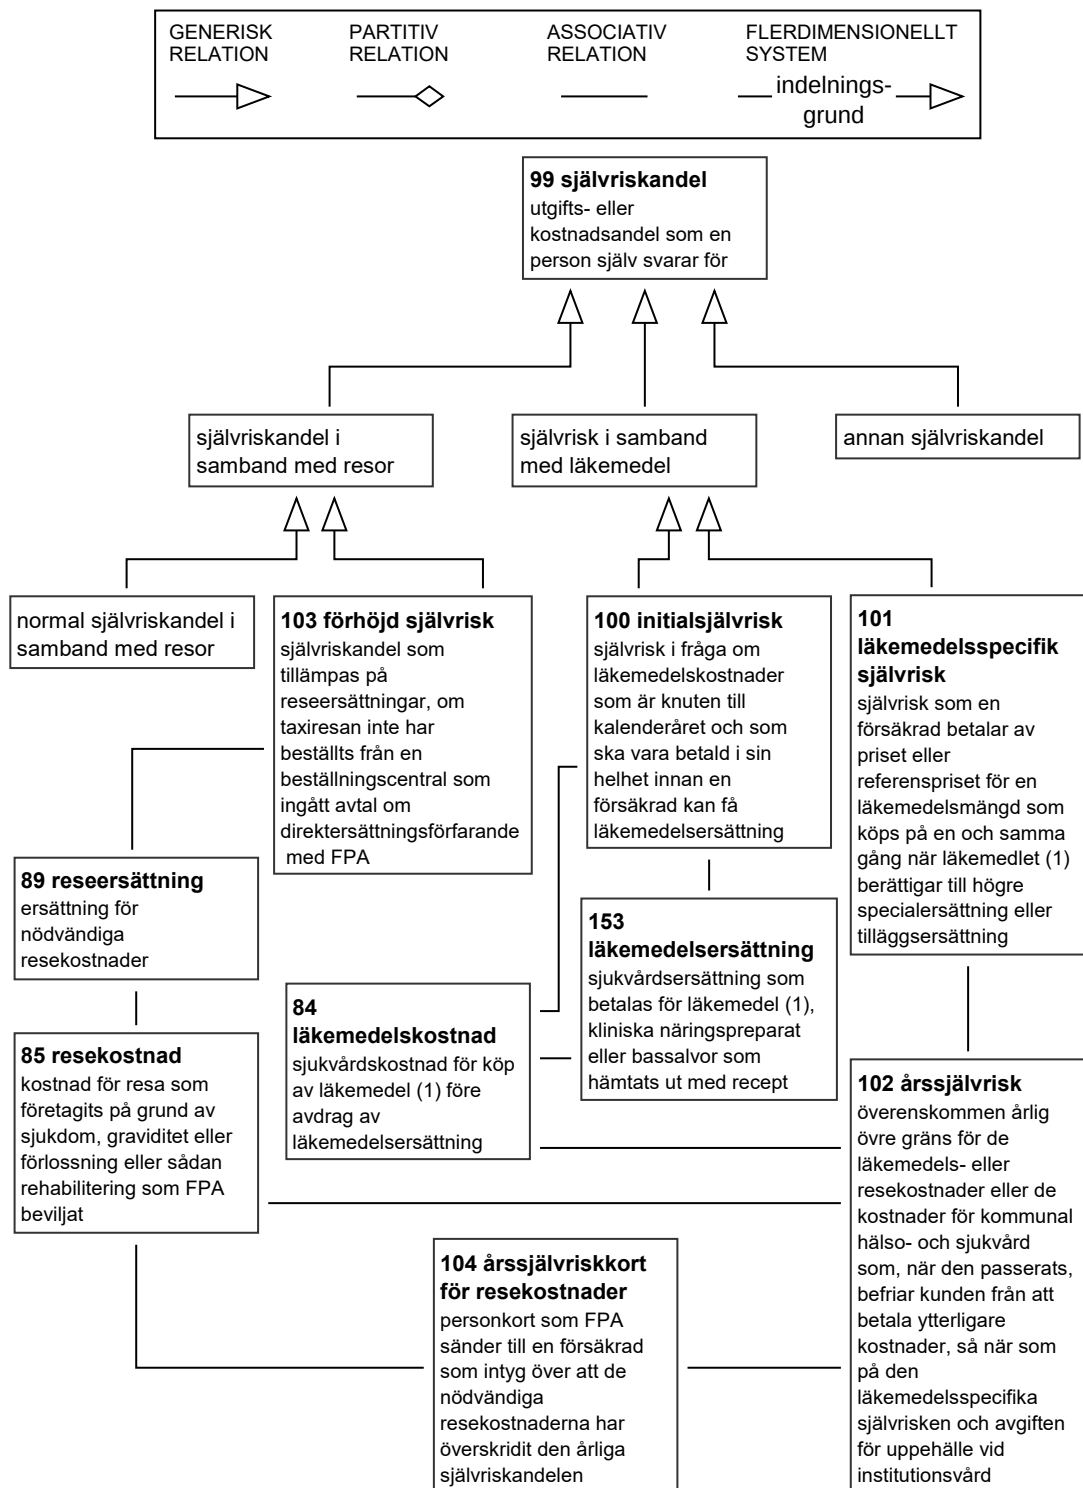 GENERISK
RELATION
PARTITIV
RELATION
ASSOCIATIV
RELATION
FLERDIMENSIONELLT
SYSTEM
indelnings-
grund
99 självriskandel
utgifts- eller
kostnadsandel som en
person själv svarar för
självriskandel i
samband med resor
självrisk i samband
med läkemedel
annan självriskandel
normal självriskandel i
samband med resor
103 förhöjd självrisk
självriskandel som
tillämpas på
reseersättningar, om
taxiresan inte har
beställts från en
beställningscentral som
ingått avtal om
direktersättningsförfarande
med FPA
100 initialsjälvrisk
självrisk i fråga om
läkemedelskostnader
som är knuten till
kalenderåret och som
ska vara betald i sin
helhet innan en
försäkrad kan få
läkemedelsersättning
101
läkemedelsspecifik
självrisk
självrisk som en
försäkrad betalar av
priset eller
referenspriset för en
läkemedelsmängd som
köps på en och samma
gång när läkemedlet (1)
berättigar till högre
specialersättning eller
tilläggsersättning
89 reseersättning
ersättning för
nödvändiga
resekostnader
153
läkemedelsersättning
sjukvårdsersättning som
betalas för läkemedel (1),
kliniska näringspreparat
eller bassalvor som
hämtats ut med recept
84
läkemedelskostnad
sjukvårdskostnad för köp
av läkemedel (1) före
avdrag av
läkemedelsersättning
85 resekostnad
kostnad för resa som
företagits på grund av
sjukdom, graviditet eller
förlossning eller sådan
rehabilitering som FPA
beviljat
102 årssjälvrisk
överenskommen årlig
övre gräns för de
läkemedels- eller
resekostnader eller de
kostnader för kommunal
hälso- och sjukvård
som, när den passerats,
befriar kunden från att
betala ytterligare
kostnader, så när som
på den
läkemedelsspecifika
självrisken och avgiften
för uppehälle vid
institutionsvård
104 årssjälvriskkort
för resekostnader
personkort som FPA
sänder till en försäkrad
som intyg över att de
nödvändiga
resekostnaderna har
överskridit den årliga
självriskandelen